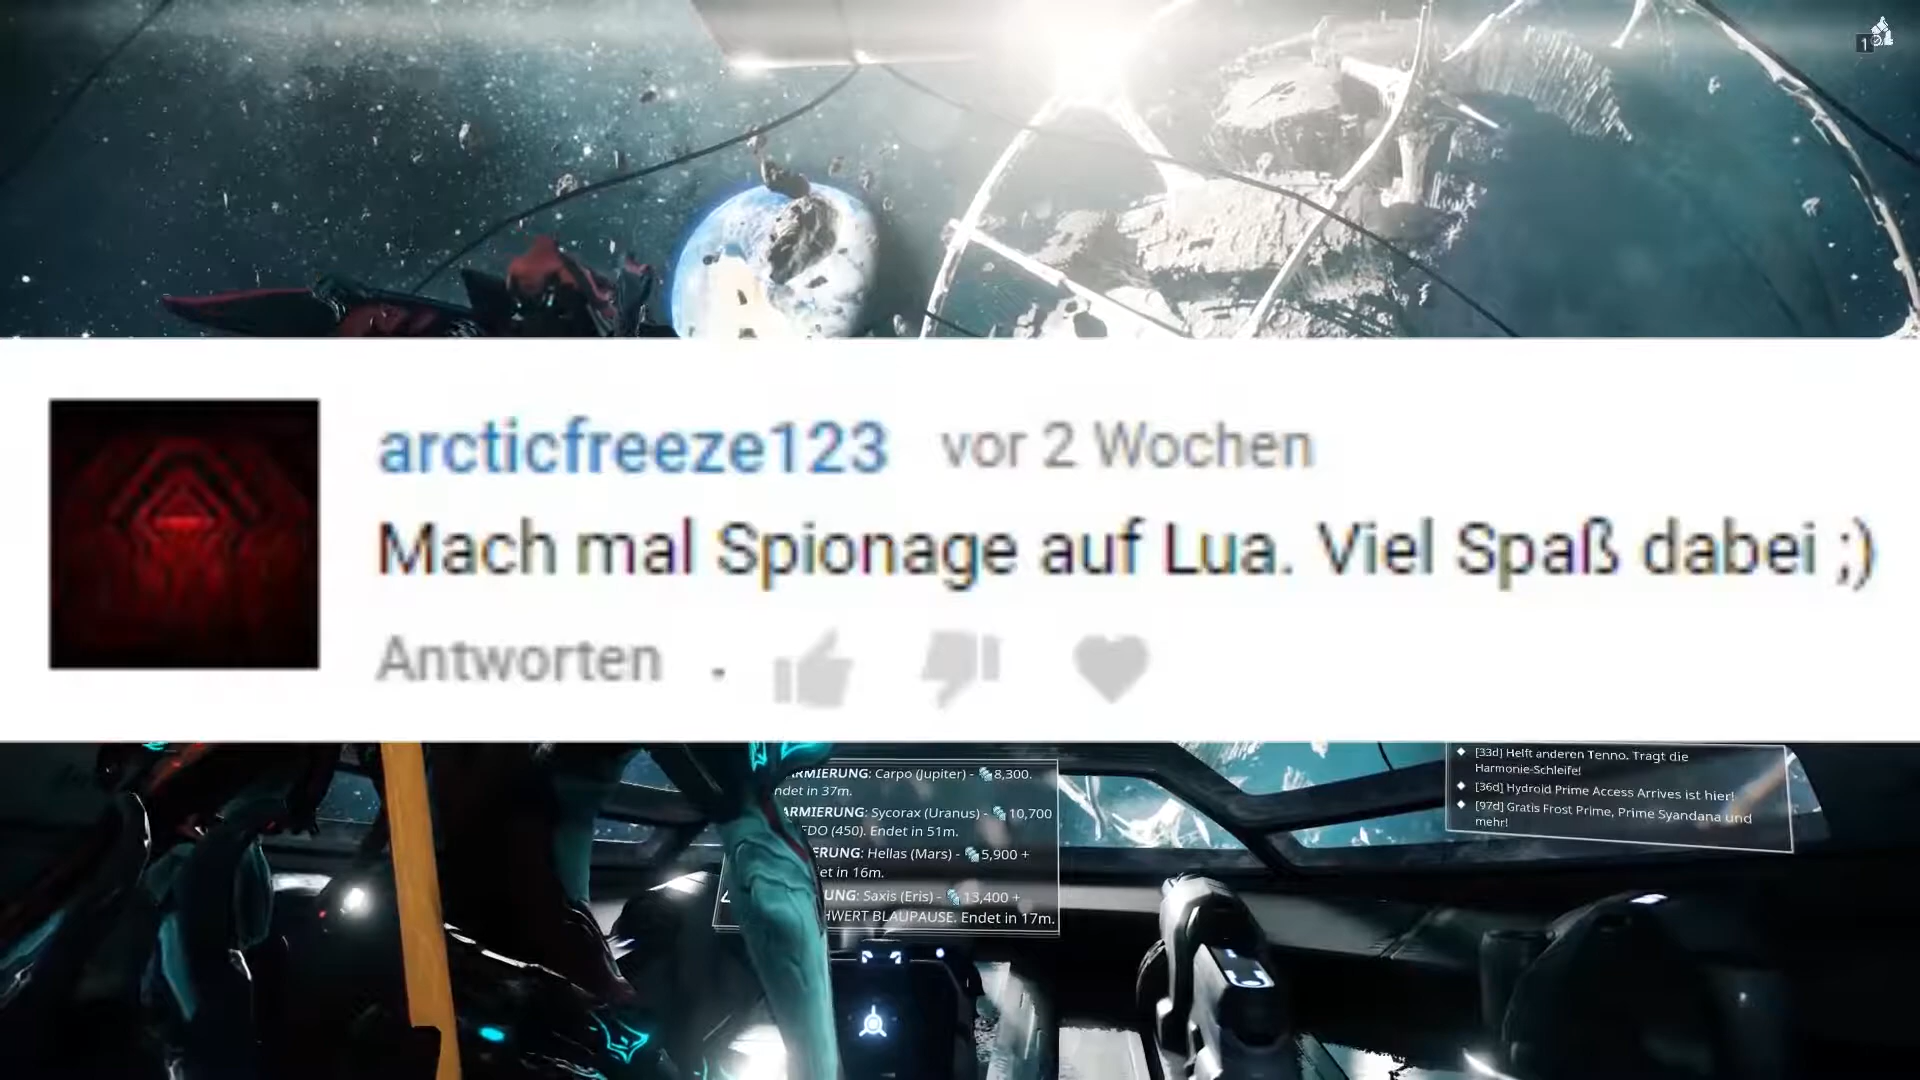 1
arcticfreeze123 vor 2 Wochen
Mach mal Spionage auf Lua. Viel Spaß dabei ;)
Antworten
ARMIERUNG: Carpo (Jupiter) - 8,300.
ndet in 37m.
ARMIERUNG: Sycorax (Uranus) - 10,700
EDO (450). Endet in 51m.
ERUNG: Hellas (Mars) - 5,900 +
et in 16m.
UNG: Saxis (Eris) - 13,400 +
HWERT BLAUPAUSE. Endet in 17m.
[33d] Helft anderen Tenno. Tragt die
Harmonie-Schleife!
[36d] Hydroid Prime Access Arrives ist hier!
[97d] Gratis Frost Prime, Prime Syandana und
mehr!